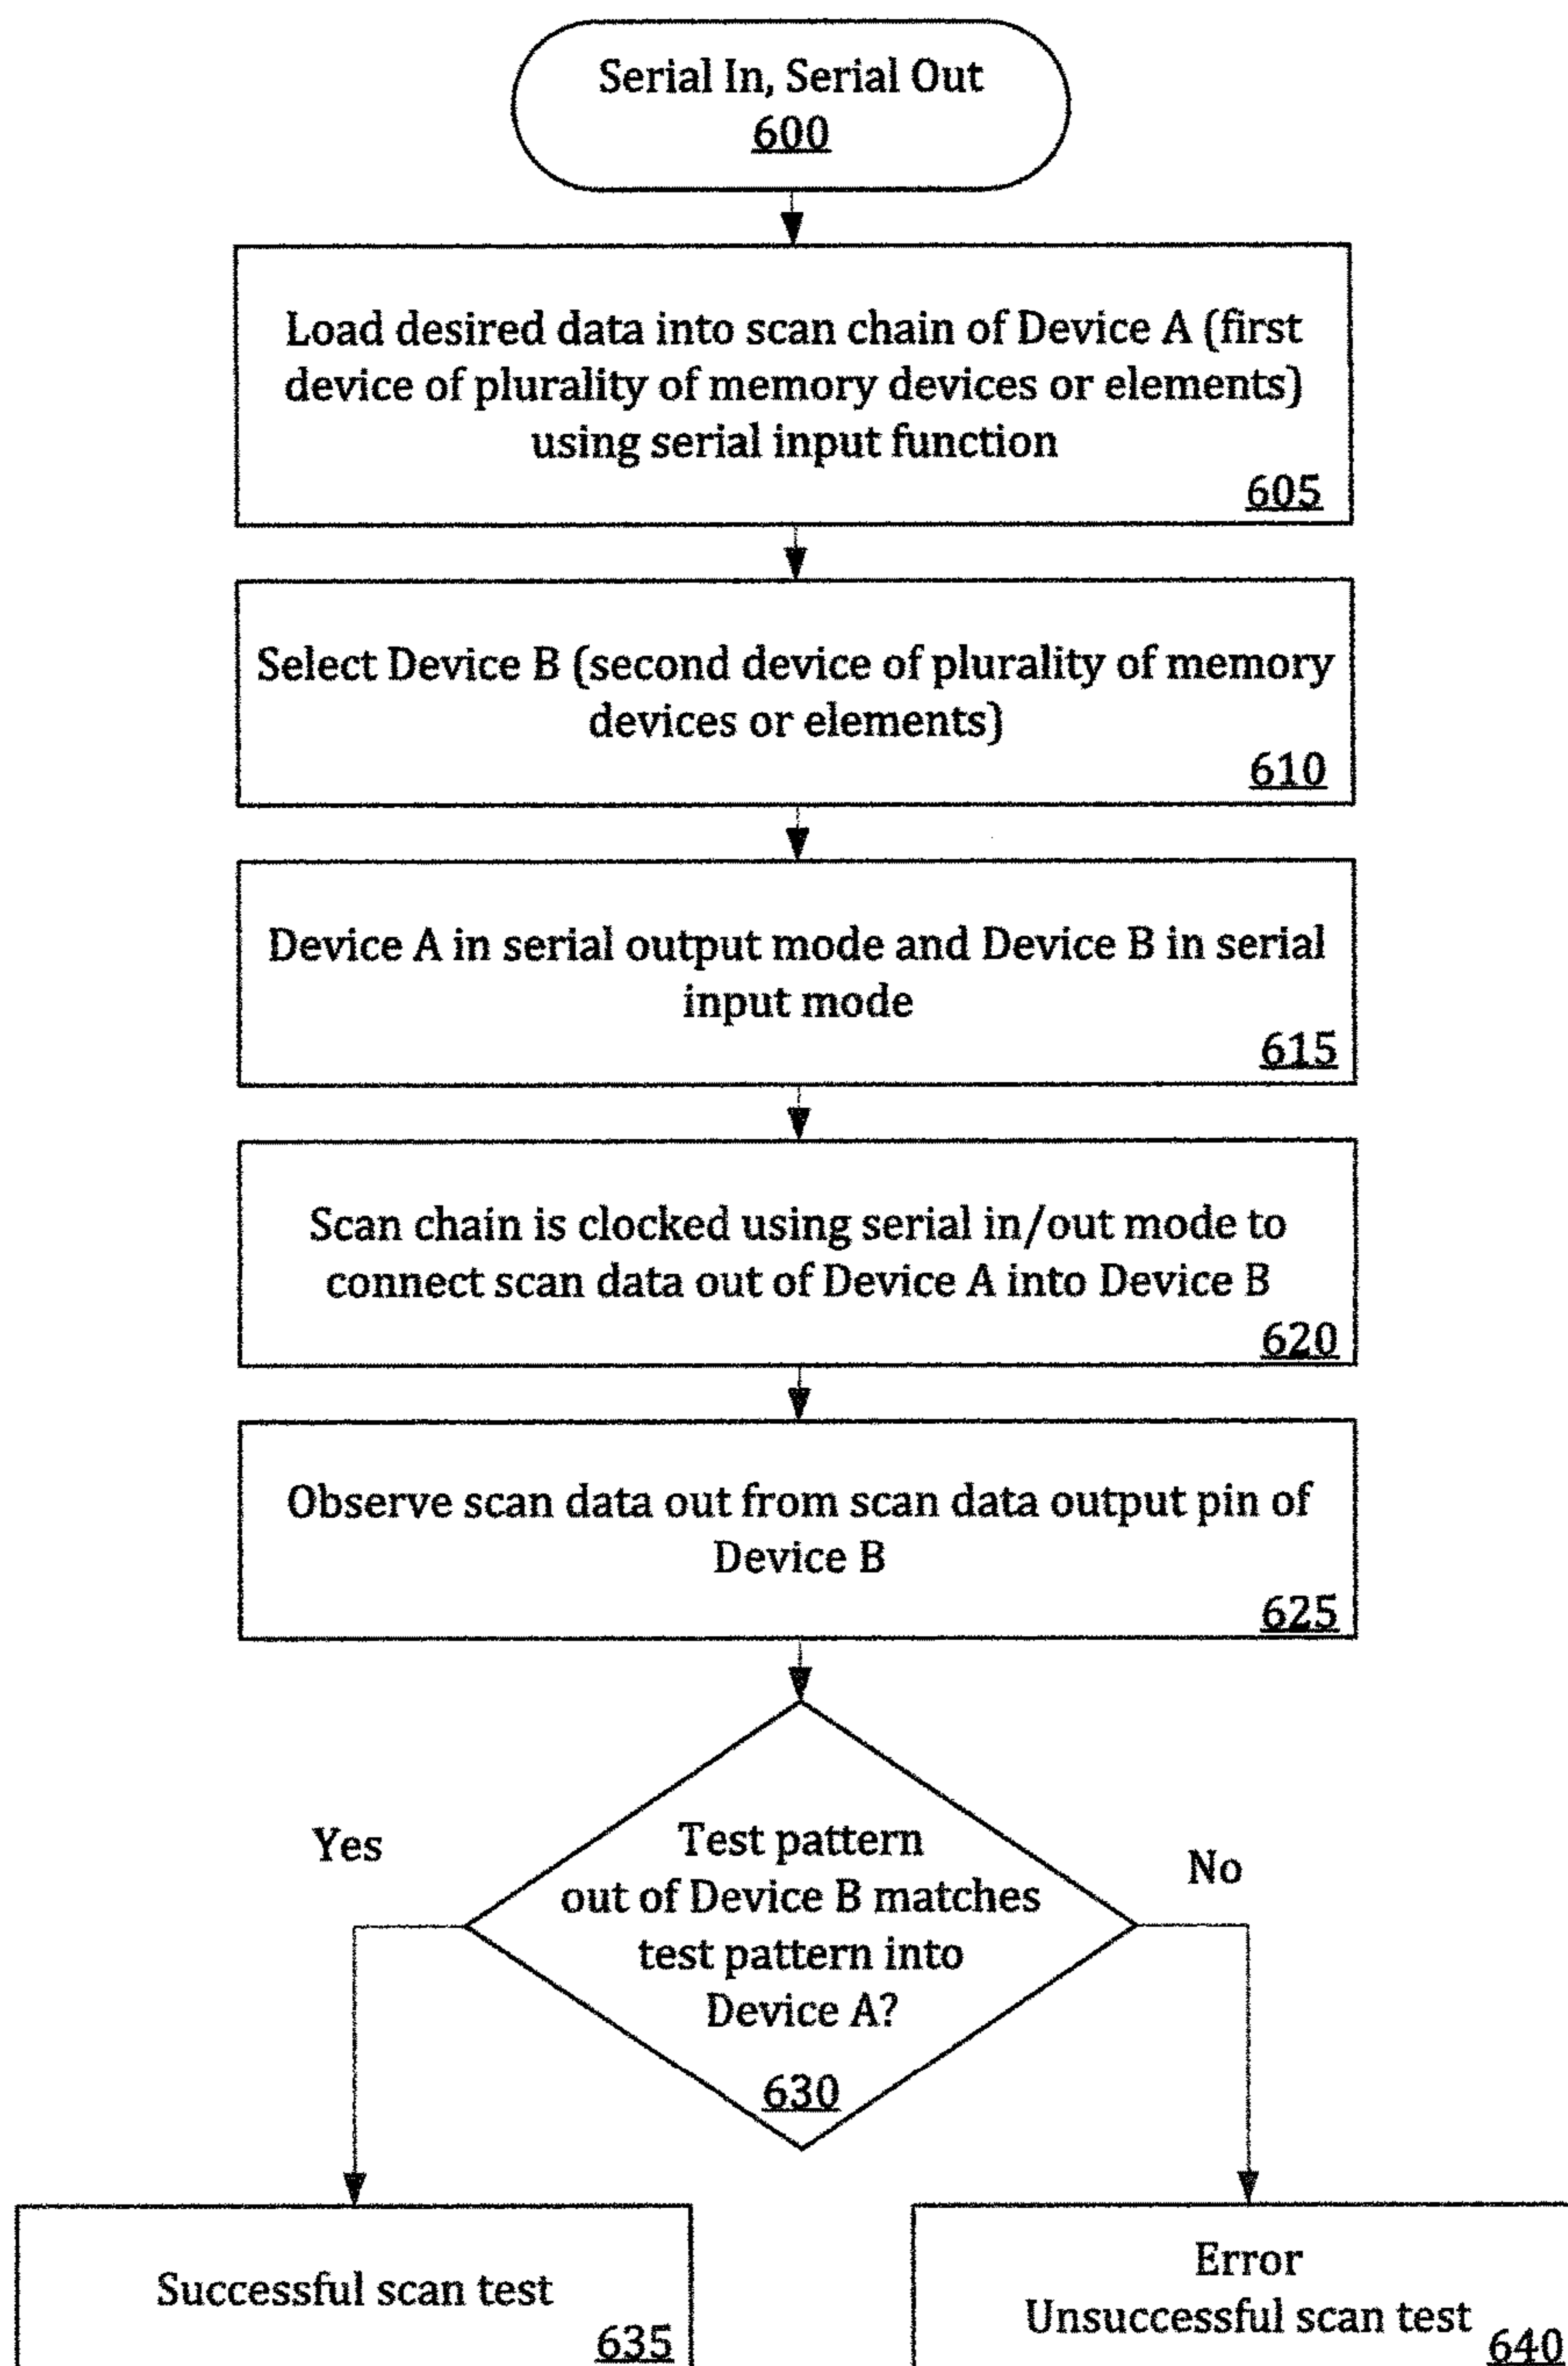 Serial In, Serial Out
600
Load desired data into scan chain of Device A (first
device of plurality of memory devices or elements)
using serial input function
605
Select Device B (second device of plurality of memory
devices or elements)
610
Device A in serial output mode and Device B in serial
input mode
615
Scan chain is clocked using serial in/out mode to
connect scan data out of Device A into Device B
620
Observe scan data out from scan data output pin of
Device B
625
Yes
No
Test pattern
out of Device B matches
test pattern into
Device A?
630
Successful scan test
635
Error
Unsuccessful scan test
640